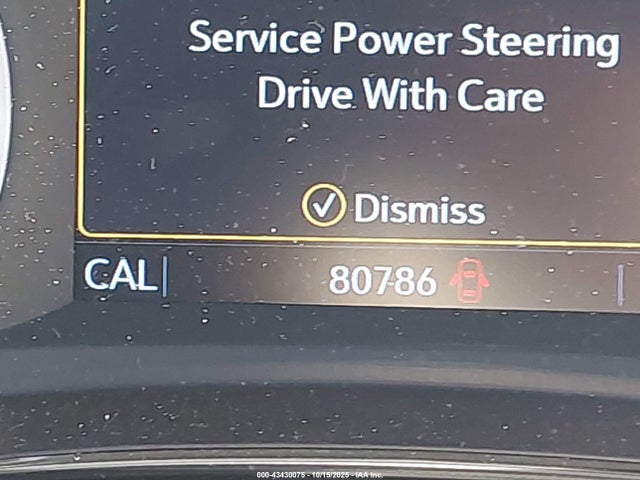 Service Power Steering
Drive With Care
Dismiss
CAL
80786
000-43430075 - 10/15/2025 - IAA Inc.